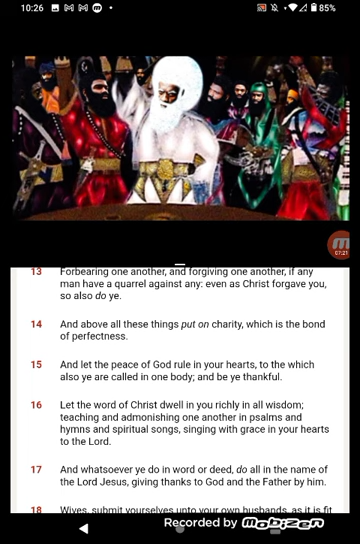 10:26
85%
07:21
13 Forbearing one another, and forgiving one another, if any
man have a quarrel against any: even as Christ forgave you,
so also do ye.
14 And above all these things put on charity, which is the bond
of perfectness.
15 And let the peace of God rule in your hearts, to the which
also ye are called in one body; and be ye thankful.
16 Let the word of Christ dwell in you richly in all wisdom;
teaching and admonishing one another in psalms and
hymns and spiritual songs, singing with grace in your hearts
to the Lord.
17 And whatsoever ye do in word or deed, do all in the name of
the Lord Jesus, giving thanks to God and the Father by him.
18 Wives, submit yourselves unto your own husbands, as it is fit
Recorded by Mobizen